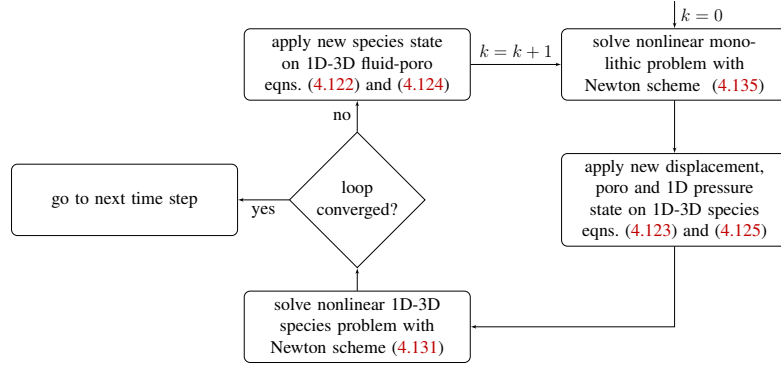 k = 0
apply new species state
on 1D-3D fluid-poro
eqns. (4.122) and (4.124)
k = k + 1
solve nonlinear mono-
lithic problem with
Newton scheme (4.135)
no
go to next time step
yes
loop
converged?
apply new displacement,
poro and 1D pressure
state on 1D-3D species
eqns. (4.123) and (4.125)
solve nonlinear 1D-3D
species problem with
Newton scheme (4.131)